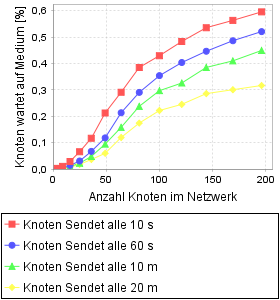 Knoten wartet auf Medium [%]
0,6
0,5
0,4
0,3
0,2
0,1
0,0
0
50
100
150
200
Anzahl Knoten im Netzwerk
Knoten Sendet alle 10 s
Knoten Sendet alle 60 s
Knoten Sendet alle 10 m
Knoten Sendet alle 20 m